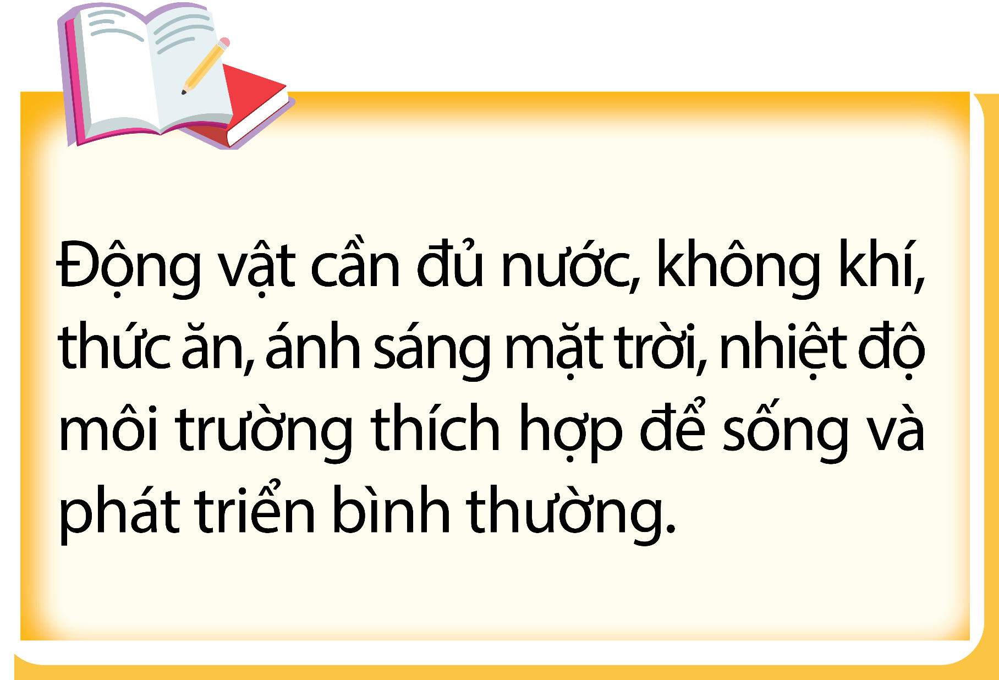 Động vật cần đủ nước, không khí,
thức ăn, ánh sáng mặt trời, nhiệt độ
môi trường thích hợp để sống và
phát triển bình thường.